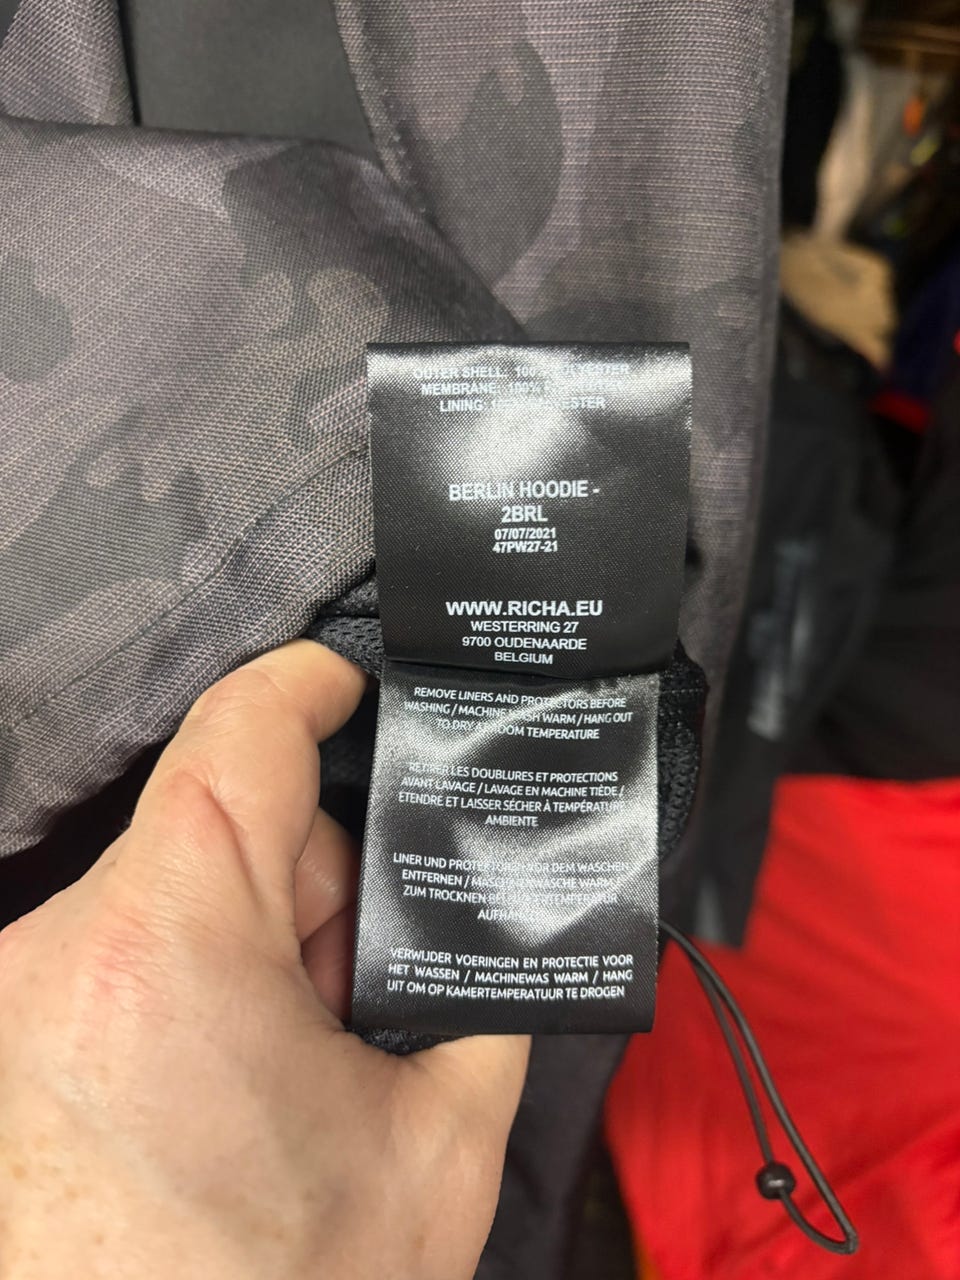 OUTER SHELL: 100% POLYESTER
MEMBRANE: 100%
LINING: POLYESTER
BERLIN HOODIE -
2BRL
07/07/2021
47PW27-21
WWW.RICHA.EU
WESTERRING 27
9700 OUDENAARDE
BELGIUM
REMOVE LINERS AND PROTECTORS BEFORE
WASHING / MACHINE WASH WARM / HANG OUT
TO DRY AT ROOM TEMPERATURE
RETIRER LES DOUBLURES ET PROTECTIONS
AVANT LAVAGE / LAVAGE EN MACHINE TIÈDE /
ETENDRE ET LAISSER SÉCHER À TEMPÉRATURE
AMBIENTE
LINER UND PROTEKTOREN VOR DEM WASCHEN
ENTFERNEN / WARM
ZUM TROCKNEN BEI
AUFHÄNGEN
VERWIJDER VOERINGEN EN PROTECTIE VOOR
HET WASSEN / MACHINEWAS WARM / HANG
UIT OM OP KAMERTEMPERATUUR TE DROGEN